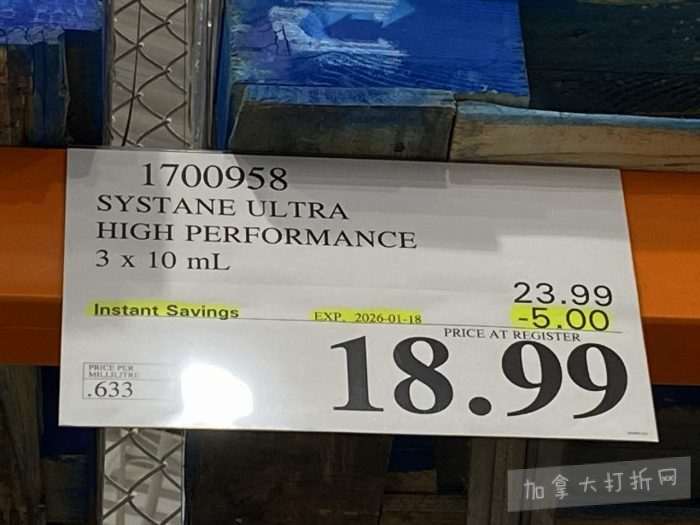 1700958
SYSTANE ULTRA
HIGH PERFORMANCE
3 x 10 mL
23.99
Instant Savings EXP. 2026-01-18 -5.00
PRICE AT REGISTER
18.99
PRICE PER
MILLILITRE
.633
加拿大打折网